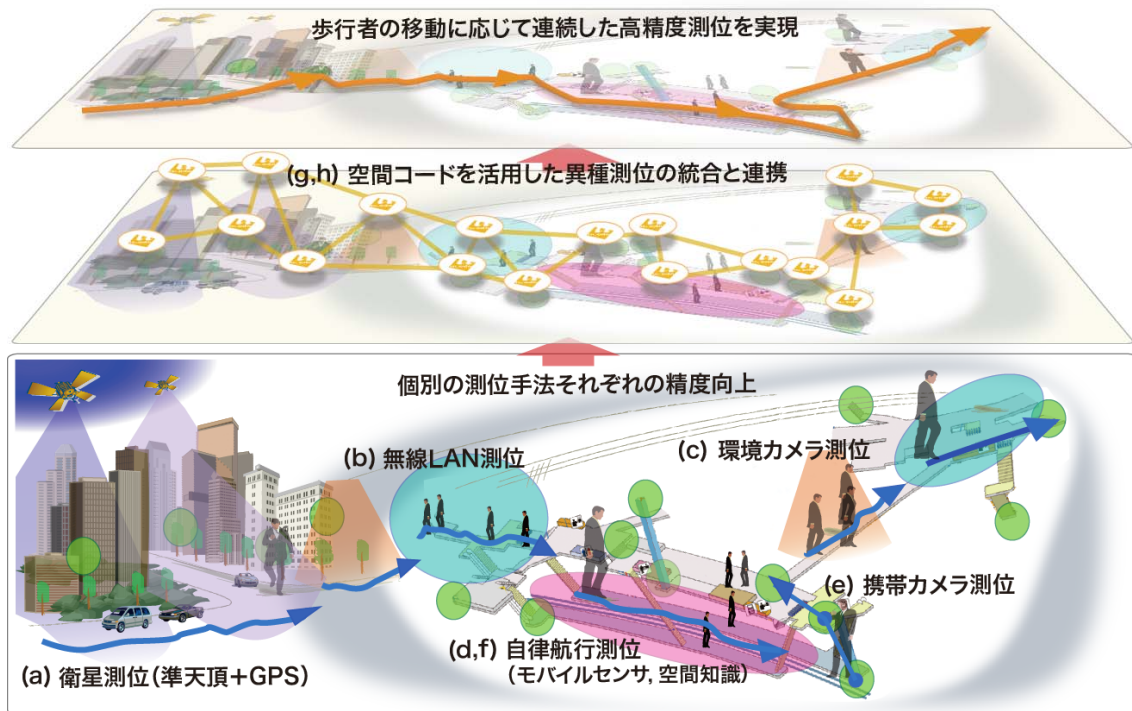 歩行者の移動に応じて連続した高精度測位を実現
(g,h) 空間コードを活用した異種測位の統合と連携
個別の測位手法それぞれの精度向上
(b) 無線LAN測位
(c) 環境カメラ測位
(e) 携帯カメラ測位
(d,f) 自律航行測位
(モバイルセンサ, 空間知識)
(a) 衛星測位(準天頂+GPS)